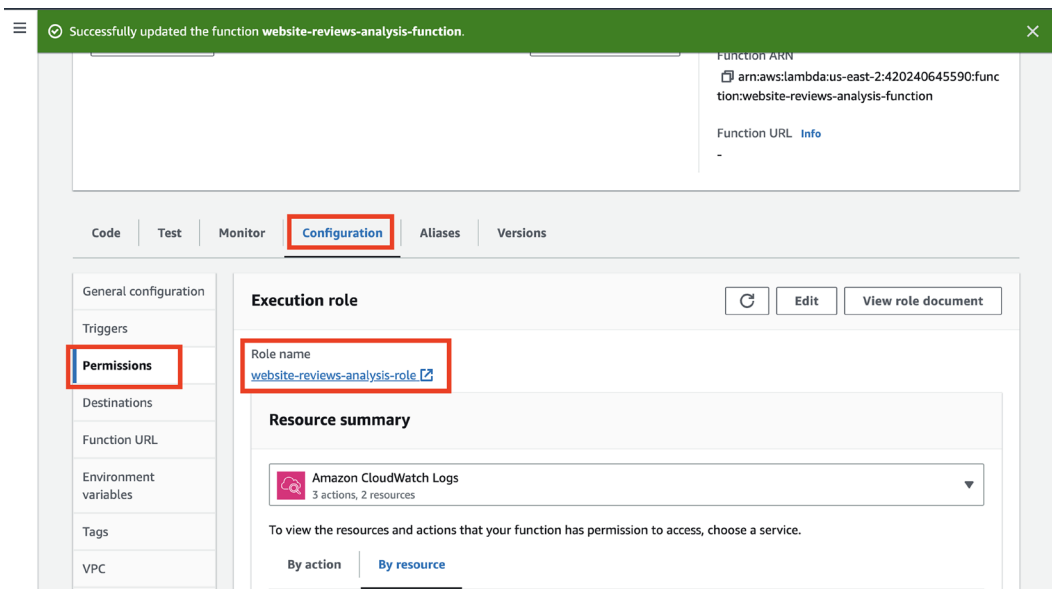 Successfully updated the function website-reviews-analysis-function.
Function ARN
arn:aws:lambda:us-east-2:420240645590:func
tion:website-reviews-analysis-function
Function URL Info
-
Code Test Monitor Configuration Aliases Versions
General configuration
Triggers
Permissions
Destinations
Function URL
Environment
variables
Tags
VPC
Execution role
Edit
View role document
Role name
website-reviews-analysis-role
Resource summary
Amazon CloudWatch Logs
3 actions, 2 resources
To view the resources and actions that your function has permission to access, choose a service.
By action By resource